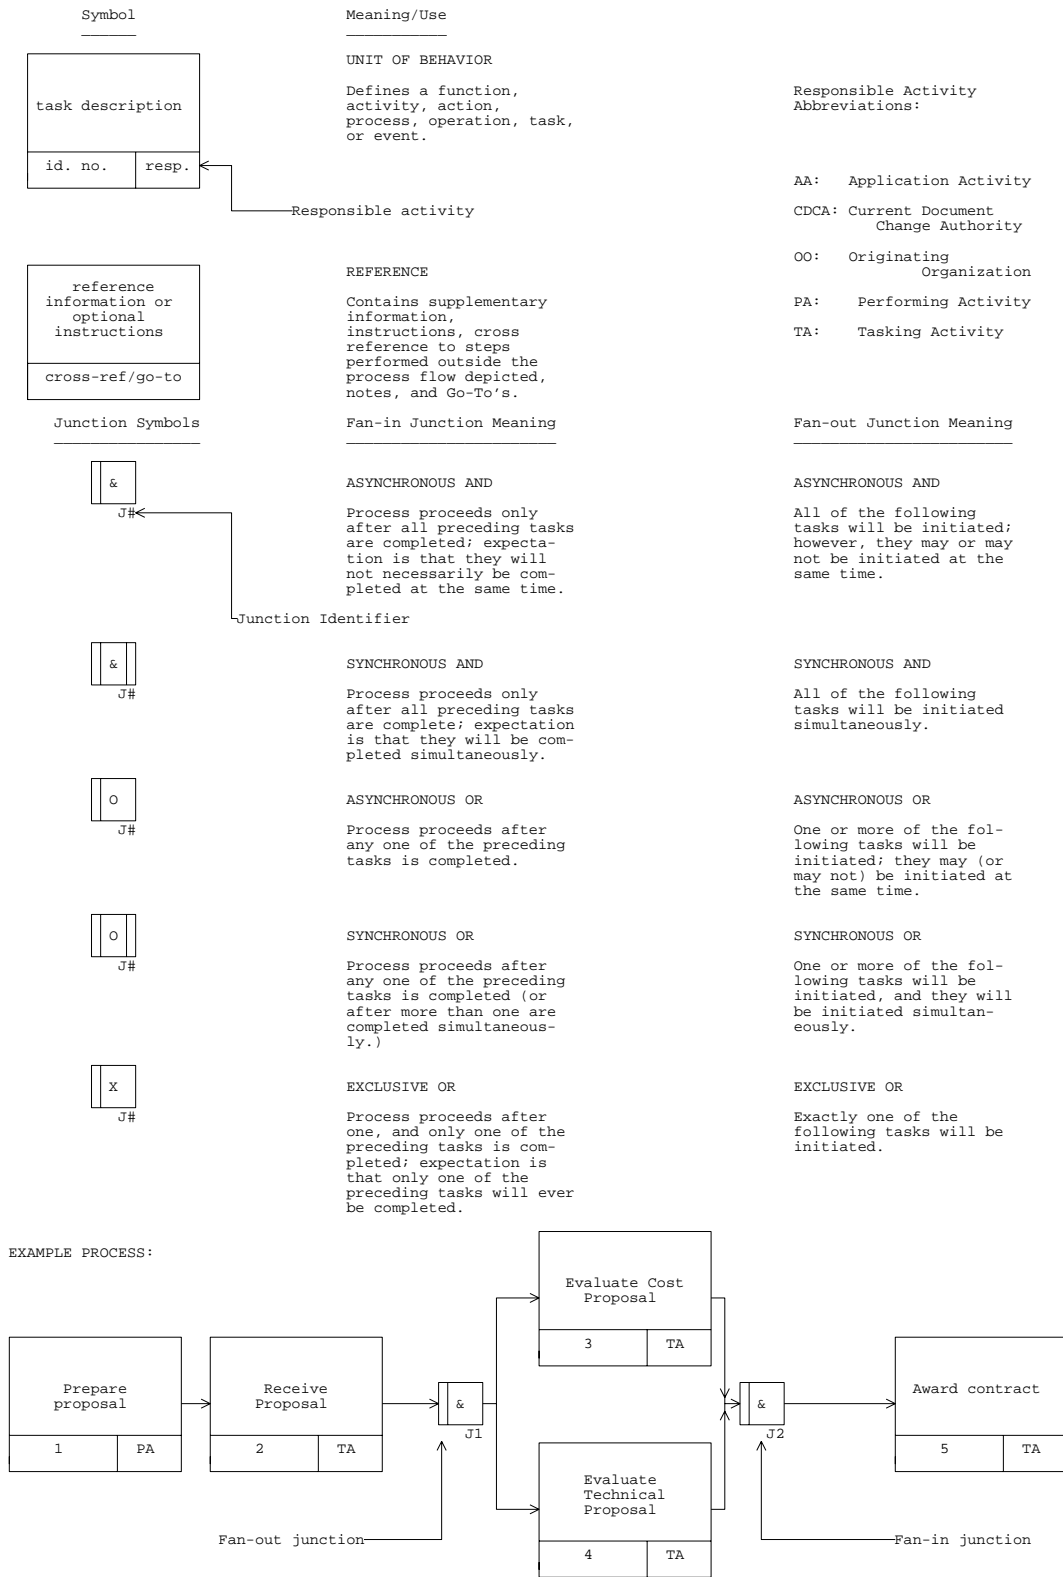 Symbol
Meaning/Use
UNIT OF BEHAVIOR
task description
Defines a function,
activity, action,
process, operation, task,
or event.
Responsible Activity
Abbreviations:
id. no.
resp.
Responsible activity
AA: Application Activity
CDCA: Current Document
Change Authority
OO: Originating
Organization
PA: Performing Activity
TA: Tasking Activity
reference
information or
optional
instructions
cross-ref/go-to
REFERENCE
Contains supplementary
information,
instructions, cross
reference to steps
performed outside the
process flow depicted,
notes, and Go-To's.
Junction Symbols
Fan-in Junction Meaning
Fan-out Junction Meaning
&
J#
ASYNCHRONOUS AND
Process proceeds only
after all preceding tasks
are completed; expecta-
tion is that they will
not necessarily be com-
pleted at the same time.
ASYNCHRONOUS AND
All of the following
tasks will be initiated;
however, they may or may
not be initiated at the
same time.
Junction Identifier
&
J#
SYNCHRONOUS AND
Process proceeds only
after all preceding tasks
are complete; expectation
is that they will be com-
pleted simultaneously.
SYNCHRONOUS AND
All of the following
tasks will be initiated
simultaneously.
O
J#
ASYNCHRONOUS OR
Process proceeds after
any one of the preceding
tasks is completed.
ASYNCHRONOUS OR
One or more of the fol-
lowing tasks will be
initiated; they may (or
may not) be initiated at
the same time.
O
J#
SYNCHRONOUS OR
Process proceeds after
any one of the preceding
tasks is completed (or
after more than one are
completed simultaneous-
ly.)
SYNCHRONOUS OR
One or more of the fol-
lowing tasks will be
initiated, and they will
be initiated simultan-
eously.
X
J#
EXCLUSIVE OR
Process proceeds after
one, and only one of the
preceding tasks is com-
pleted; expectation is
that only one of the
preceding tasks will ever
be completed.
EXCLUSIVE OR
Exactly one of the
following tasks will be
initiated.
EXAMPLE PROCESS:
Prepare
proposal
1
PA
Receive
Proposal
2
TA
&
J1
Fan-out junction
Evaluate Cost
Proposal
3
TA
Evaluate
Technical
Proposal
4
TA
&
J2
Fan-in junction
Award contract
5
TA